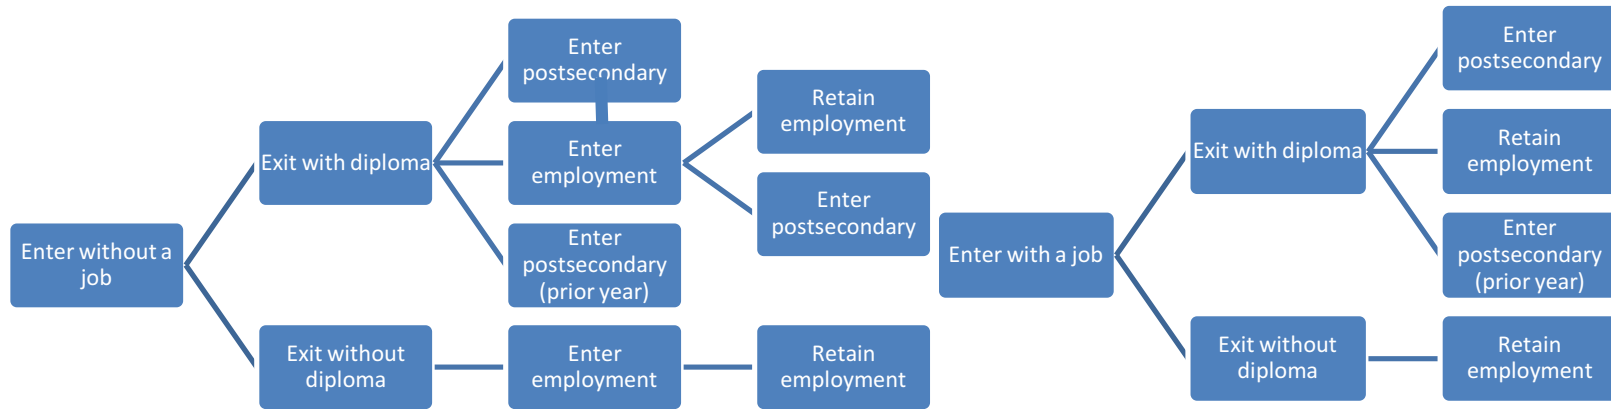 Enter without a
job
Exit with diploma
Enter
postsecondary
Enter
employment
Retain
employment
Enter
postsecondary
Enter
postsecondary
(prior year)
Exit without
diploma
Enter
employment
Retain
employment
Enter with a job
Exit with diploma
Enter
postsecondary
Retain
employment
Enter
postsecondary
(prior year)
Exit without
diploma
Retain
employment